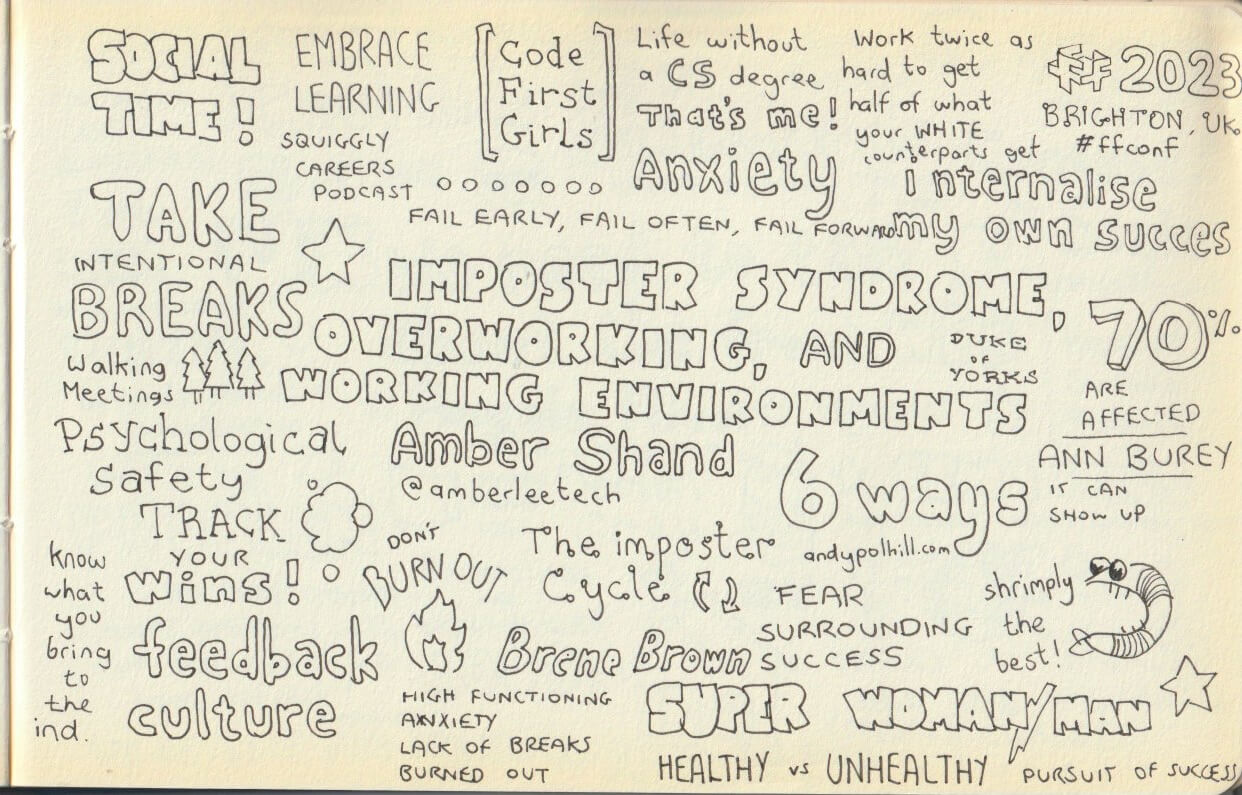 SOCIAL
TIME!
EMBRACE
LEARNING
SQUIGGLY
CAREERS
PODCAST
[Code
First
Girls]
Life without
a CS degree
That's me!
Work twice as
hard to get
half of what
your WHITE
counterparts get
ff 2023
BRIGHTON, UK.
#ffconf
Anxiety
Internalise
my own succes
FAIL EARLY, FAIL OFTEN, FAIL FORWARD
TAKE
INTENTIONAL
BREAKS
Walking
Meetings
IMPOSTER SYNDROME,
OVERWORKING, AND
WORKING ENVIRONMENTS
DUKE
OF
YORKS
70%
ARE
AFFECTED
ANN BUREY
IT CAN
SHOW UP
Psychological
Safety
Amber Shand
@amberleetech
6 ways
andypolhill.com
TRACK
YOUR
wins!
know
what
you
bring
to
the
ind.
DON'T
BURN OUT
The imposter
Cycle
FEAR
SURROUNDING
SUCCESS
shrimply
the
best!
feedback
culture
Brene Brown
HIGH FUNCTIONING
ANXIETY
LACK OF BREAKS
BURNED OUT
SUPER WOMAN/MAN
HEALTHY vs UNHEALTHY PURSUIT OF SUCCESS